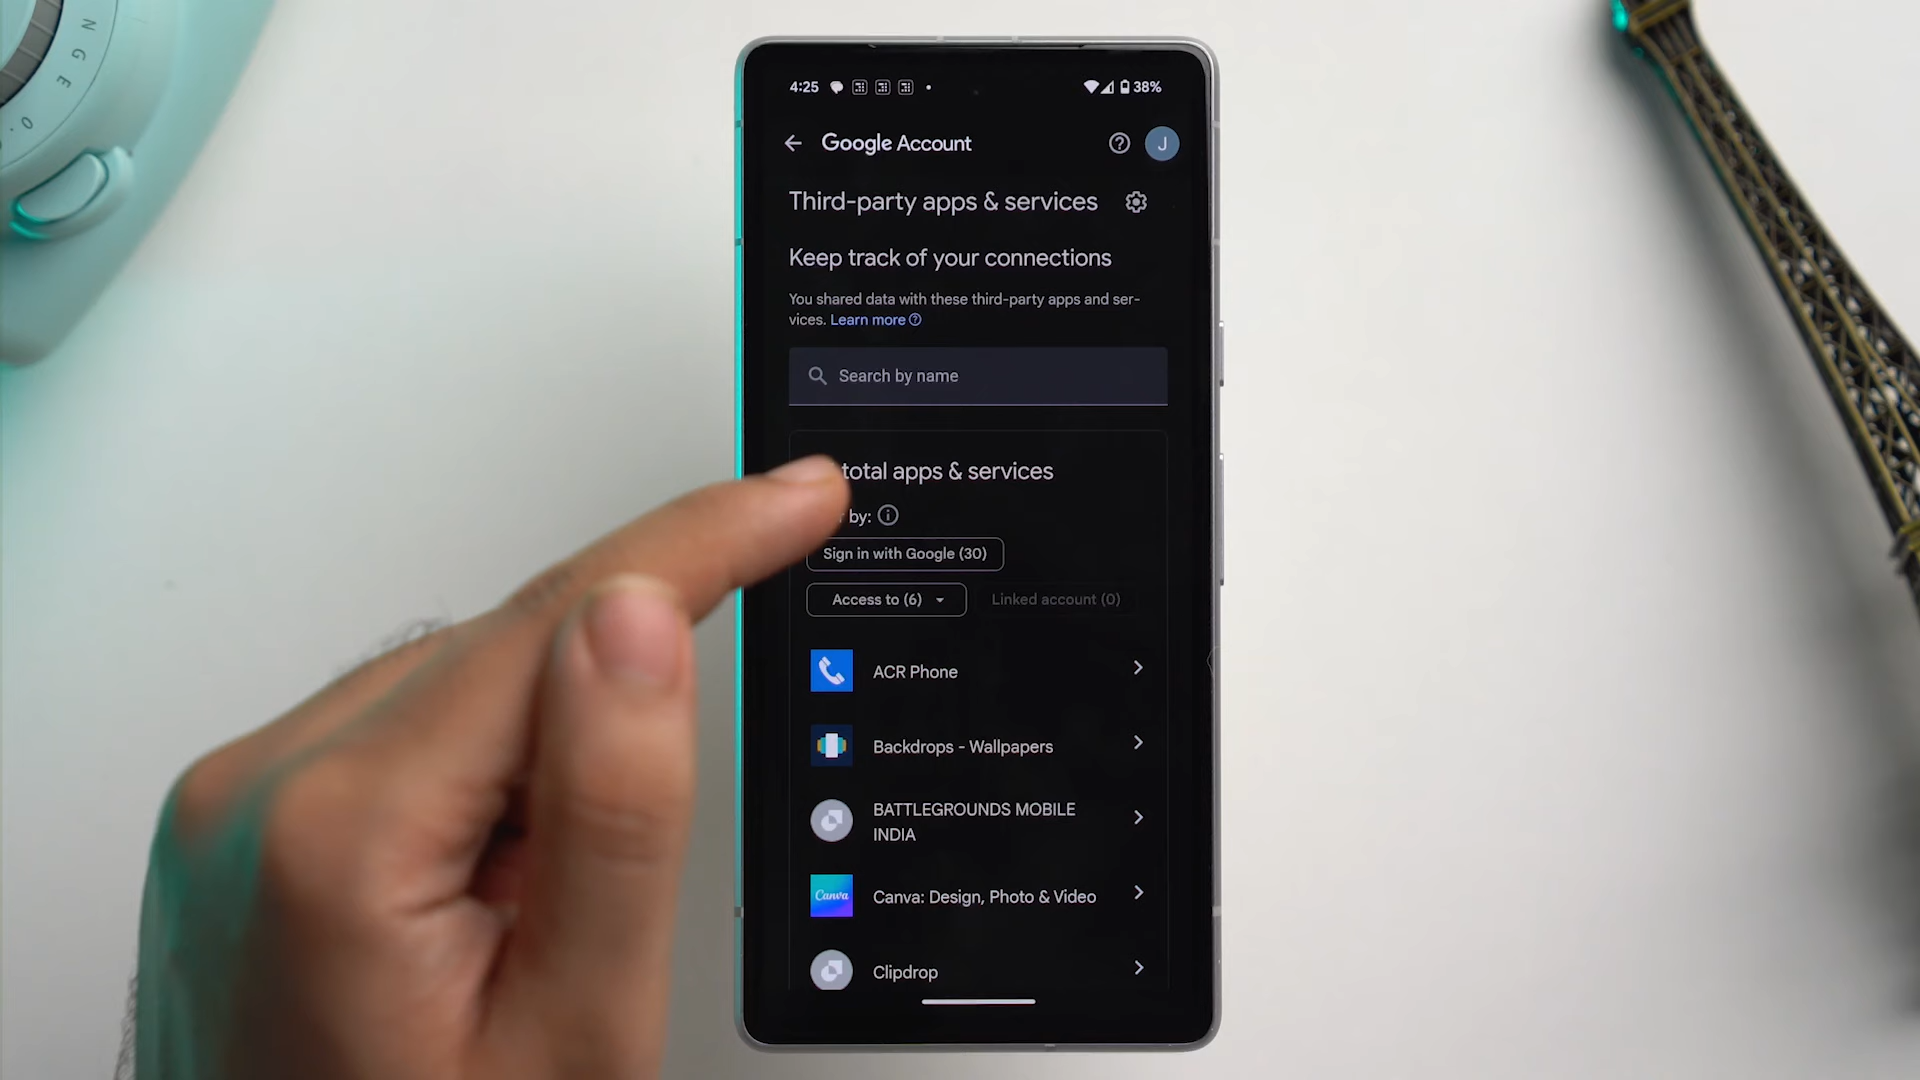 N G E
0.
4:25 38%
Google Account
J
Third-party apps & services
Keep track of your connections
You shared data with these third-party apps and ser-
vices. Learn more
Search by name
total apps & services
by:
Sign in with Google (30)
Access to (6) Linked account (0)
ACR Phone
Backdrops - Wallpapers
BATTLEGROUNDS MOBILE
INDIA
Canva
Canva: Design, Photo & Video
Clipdrop